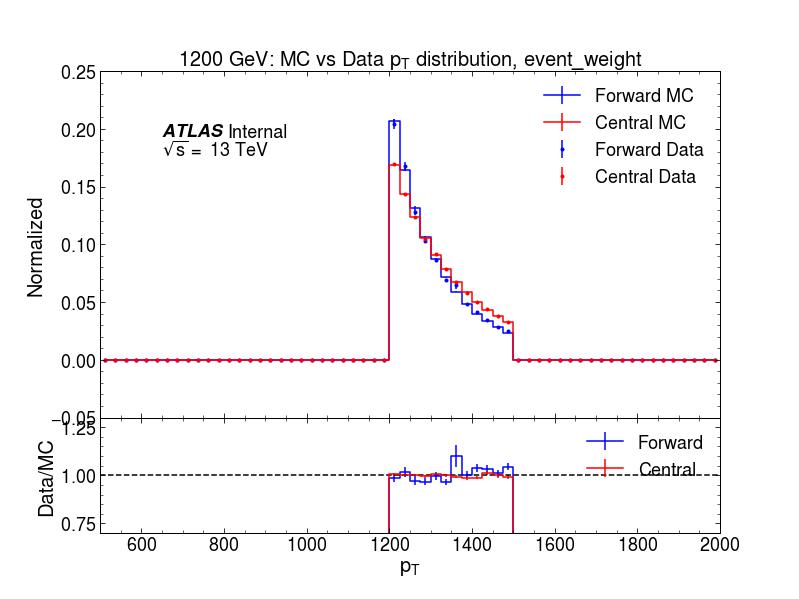 1200 GeV: MC vs Data pT distribution, event_weight
0.25
0.20
0.15
0.10
0.05
0.00
−0.05
Normalized
ATLAS Internal
√s = 13 TeV
Forward MC
Central MC
Forward Data
Central Data
1.25
1.00
0.75
Data/MC
Forward
Central
600 800 1000 1200 1400 1600 1800 2000
pT